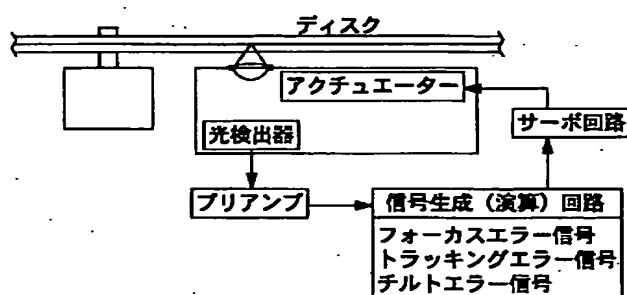 ディスク
アクチュエーター
光検出器
サーボ回路
プリアンプ
信号生成（演算）回路
フォーカスエラー信号
トラッキングエラー信号
チルトエラー信号